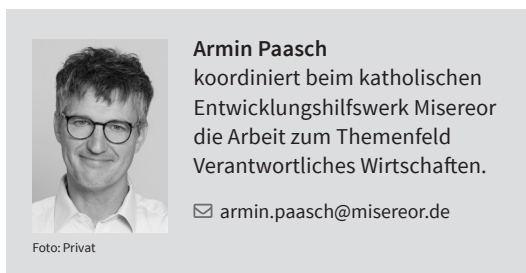 Armin Paasch
koordiniert beim katholischen
Entwicklungshilfswerk Misereor
die Arbeit zum Themenfeld
Verantwortliches Wirtschaften.
armin.paasch@misereor.de
Foto: Privat